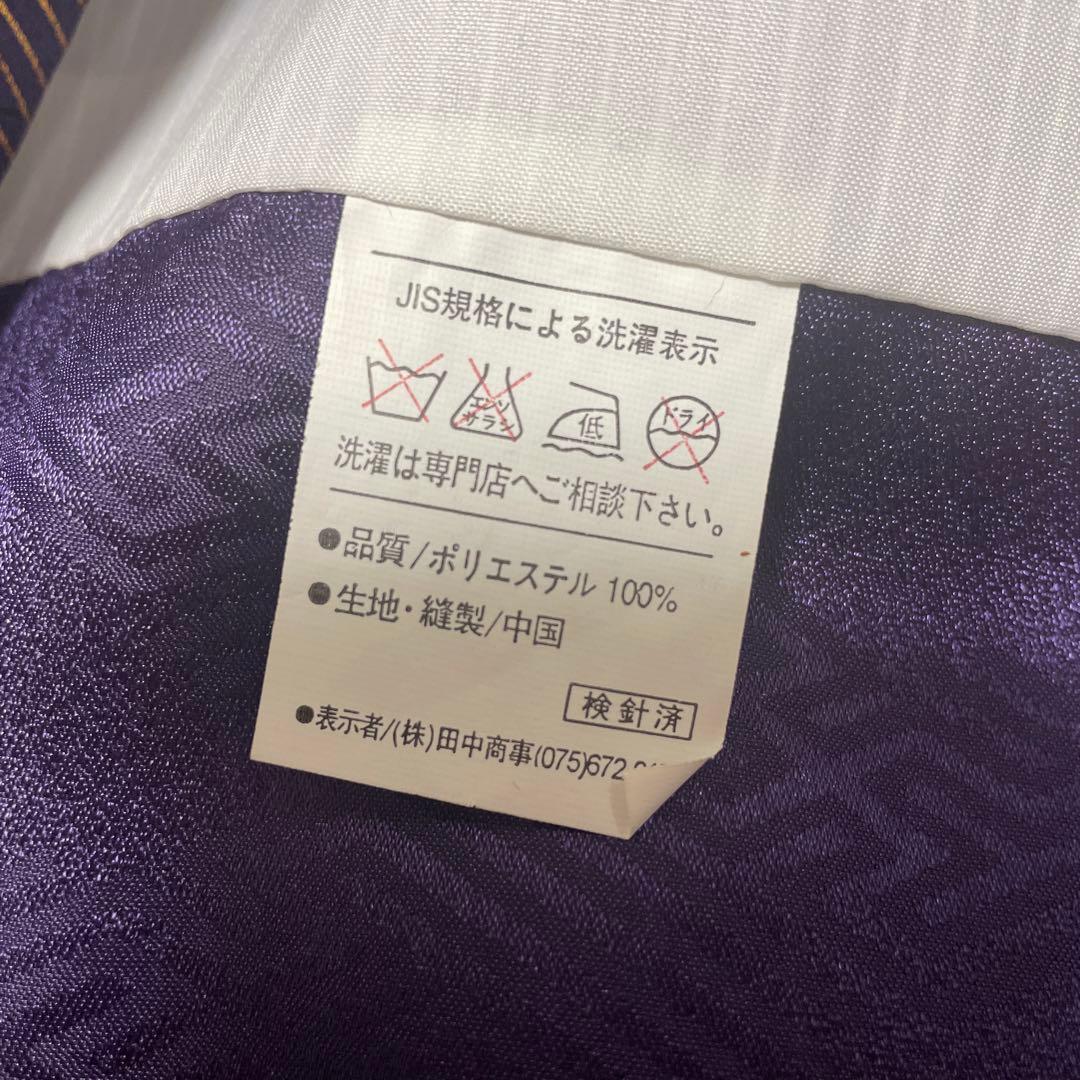 JIS規格による洗濯表示
エンソ
サラシ
低
ドライ
洗濯は専門店へご相談下さい。
●品質/ポリエステル 100%
●生地・縫製/中国
検針済
●表示者/(株)田中商事(075)672